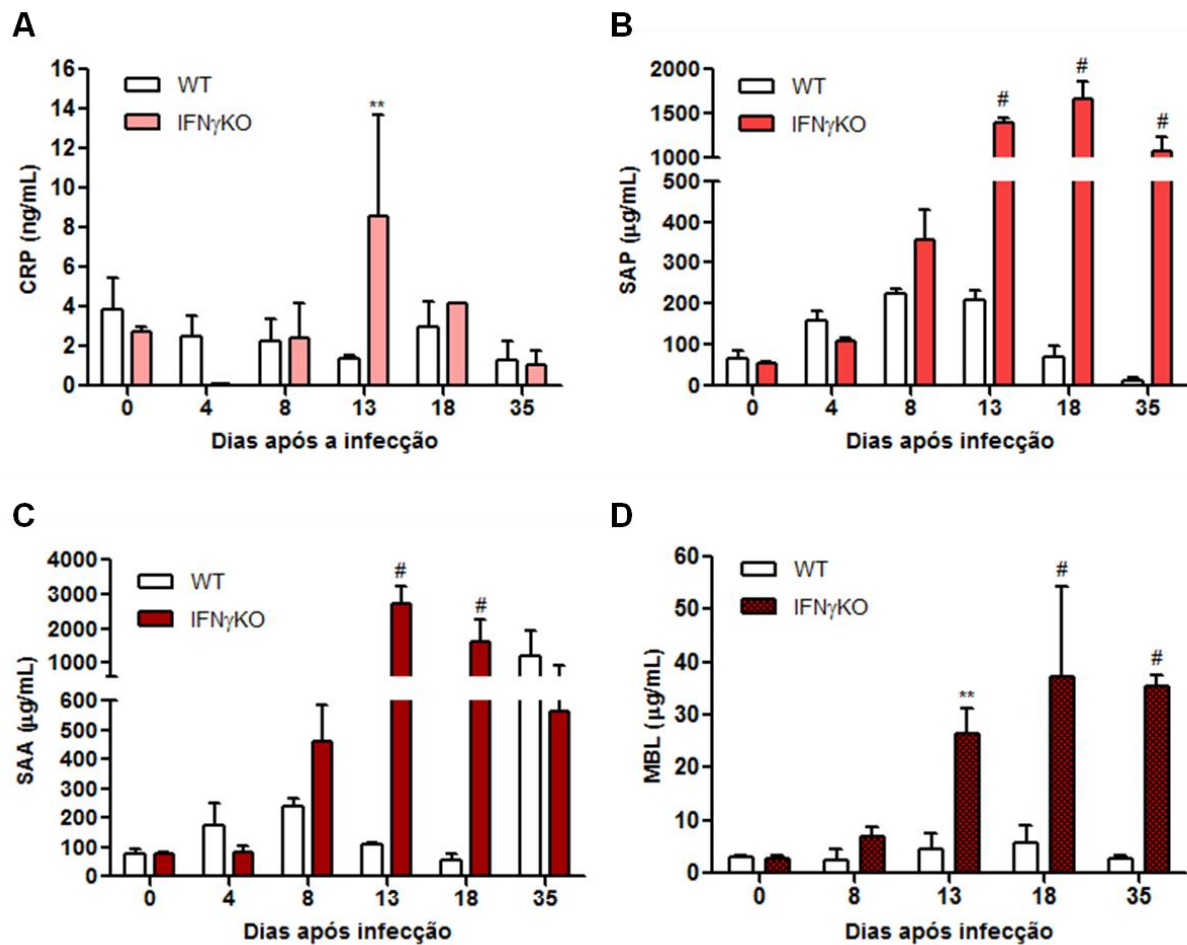 A
CRP (ng/mL)
16
14
12
10
8
6
4
2
0
WT
IFNγKO
**
0 4 8 13 18 35
Dias após a infecção
B
SAP (µg/mL)
2000
1500
1000
500
400
300
200
100
0
WT
IFNγKO
# # #
0 4 8 13 18 35
Dias após infecção
C
SAA (µg/mL)
4000
3000
2000
1000
600
500
400
300
200
100
0
WT
IFNγKO
# #
0 4 8 13 18 35
Dias após infecção
D
MBL (µg/mL)
60
50
40
30
20
10
0
WT
IFNγKO
** # #
0 8 13 18 35
Dias após infecção